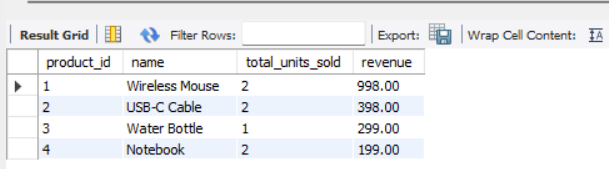 Result Grid Filter Rows: Export: Wrap Cell Content:
product_id name total_units_sold revenue
1 Wireless Mouse 2 998.00
2 USB-C Cable 2 398.00
3 Water Bottle 1 299.00
4 Notebook 2 199.00